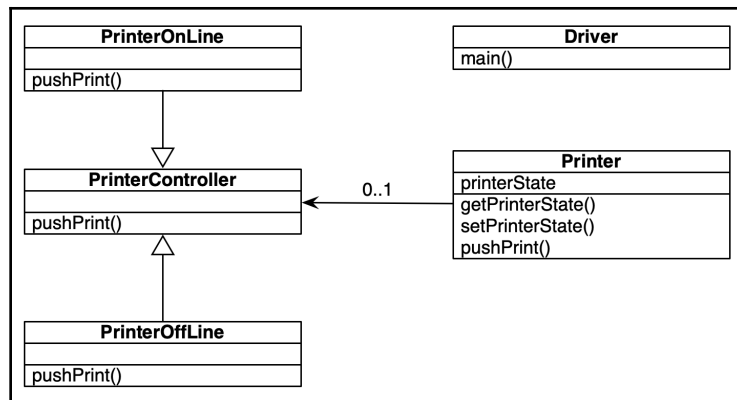 PrinterOnLine
pushPrint()
Driver
main()
PrinterController
pushPrint()
0..1
Printer
printerState
getPrinterState()
setPrinterState()
pushPrint()
PrinterOffLine
pushPrint()